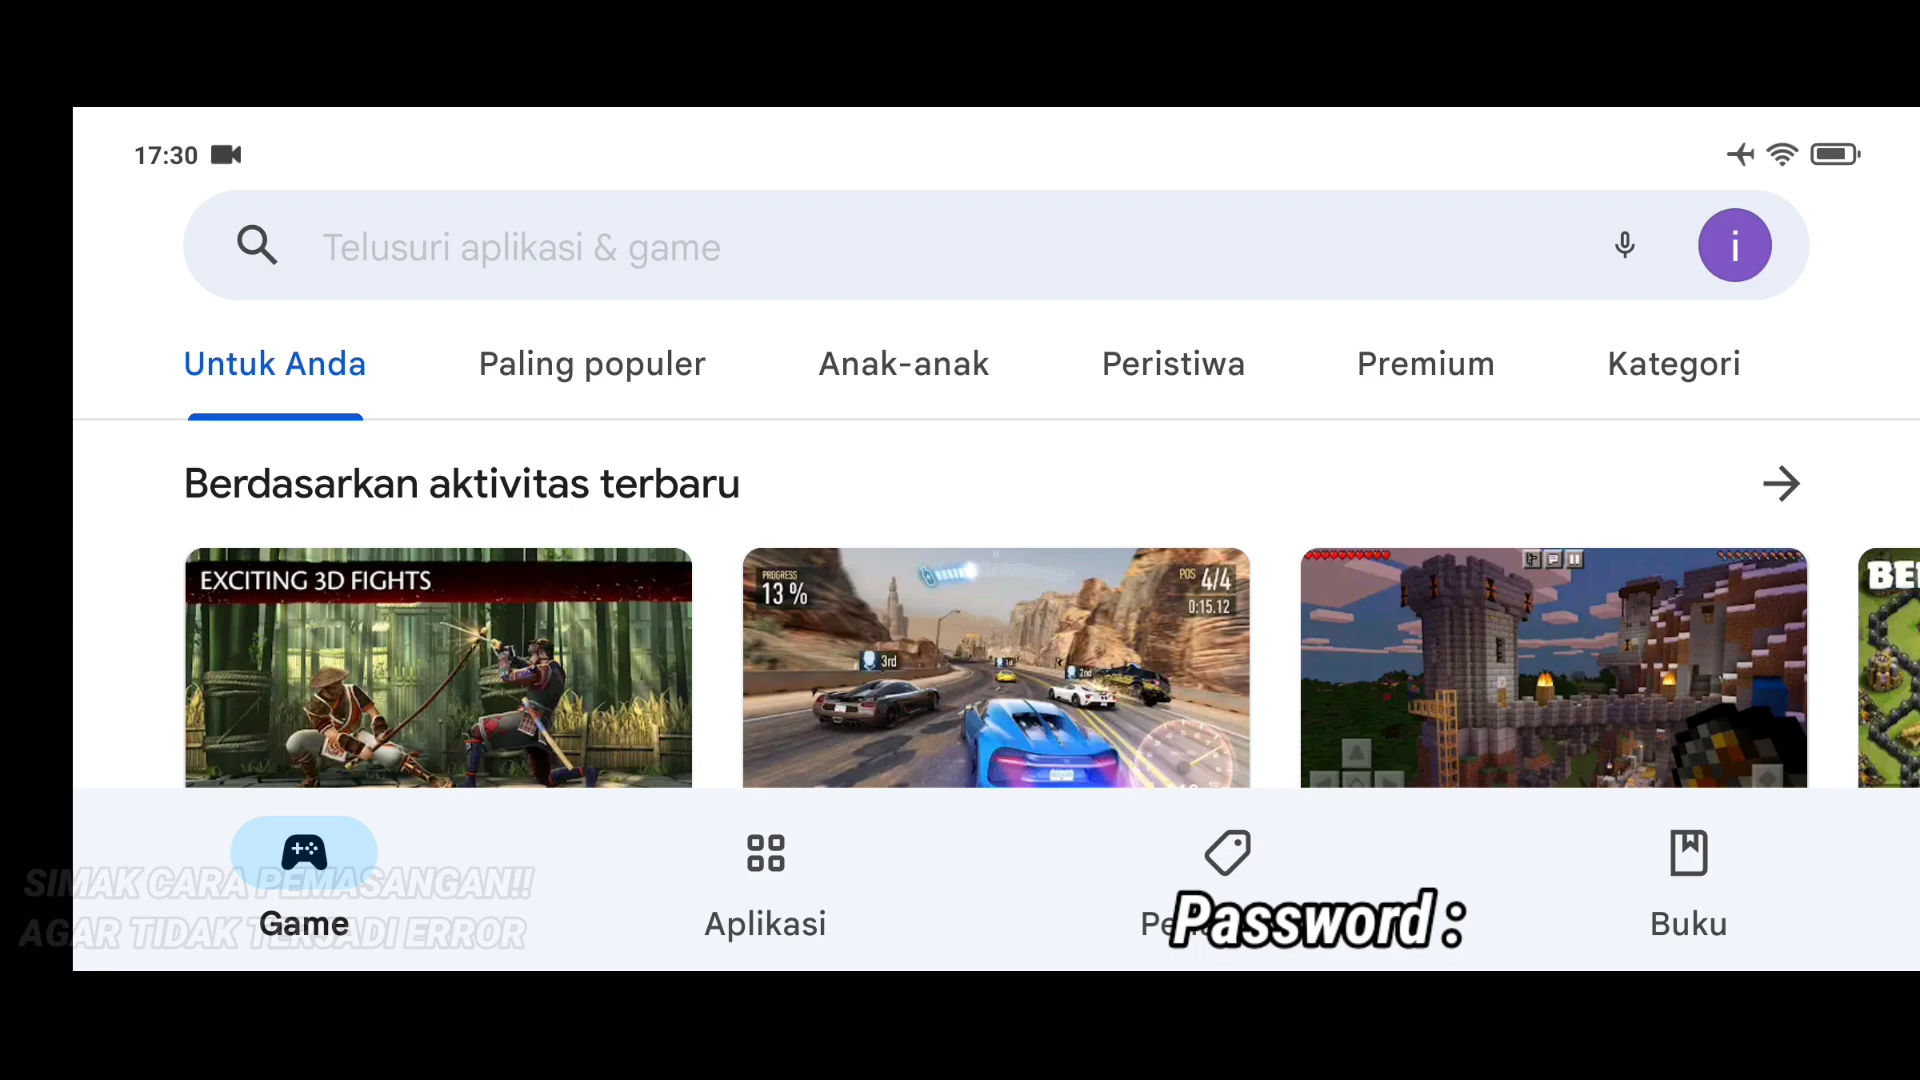 17:30
Telusuri aplikasi & game
i
Untuk Anda
Paling populer
Anak-anak
Peristiwa
Premium
Kategori
Berdasarkan aktivitas terbaru
EXCITING 3D FIGHTS
PROGRESS
13 %
POS 4/4
0:15.12
3rd
1st
2nd
SIMAK CARA PEMASANGAN!!
AGAR TIDAK TERJADI ERROR
Game
Aplikasi
Password :
Buku